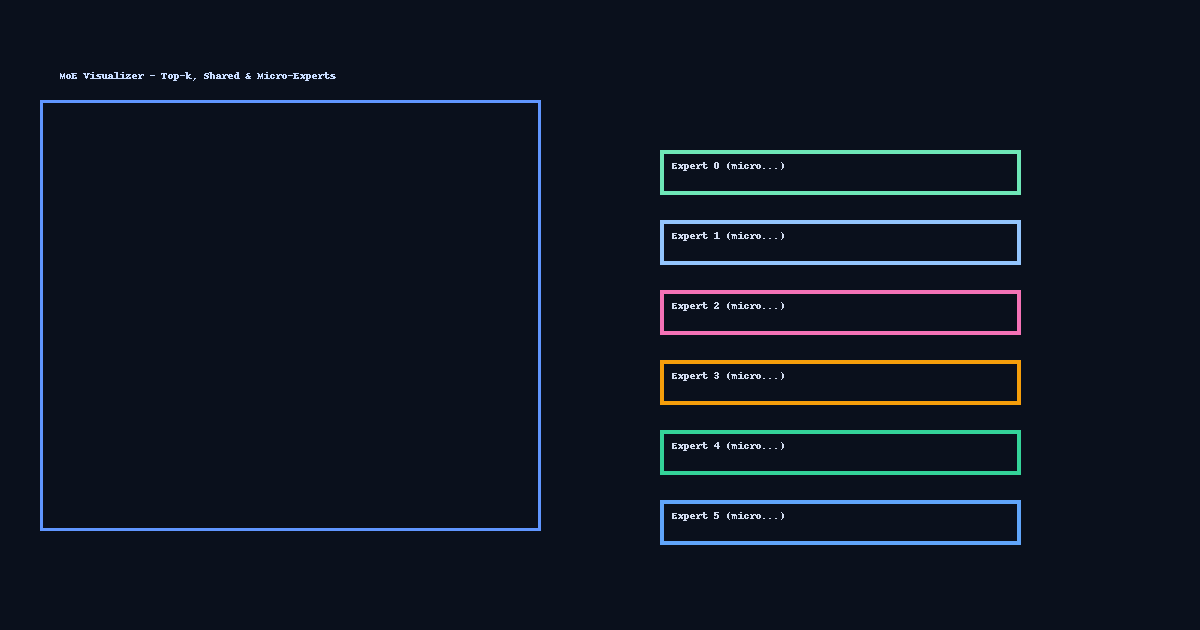 MoE Visualizer - Top-k, Shared & Micro-Experts
Expert 0 (micro...)
Expert 1 (micro...)
Expert 2 (micro...)
Expert 3 (micro...)
Expert 4 (micro...)
Expert 5 (micro...)